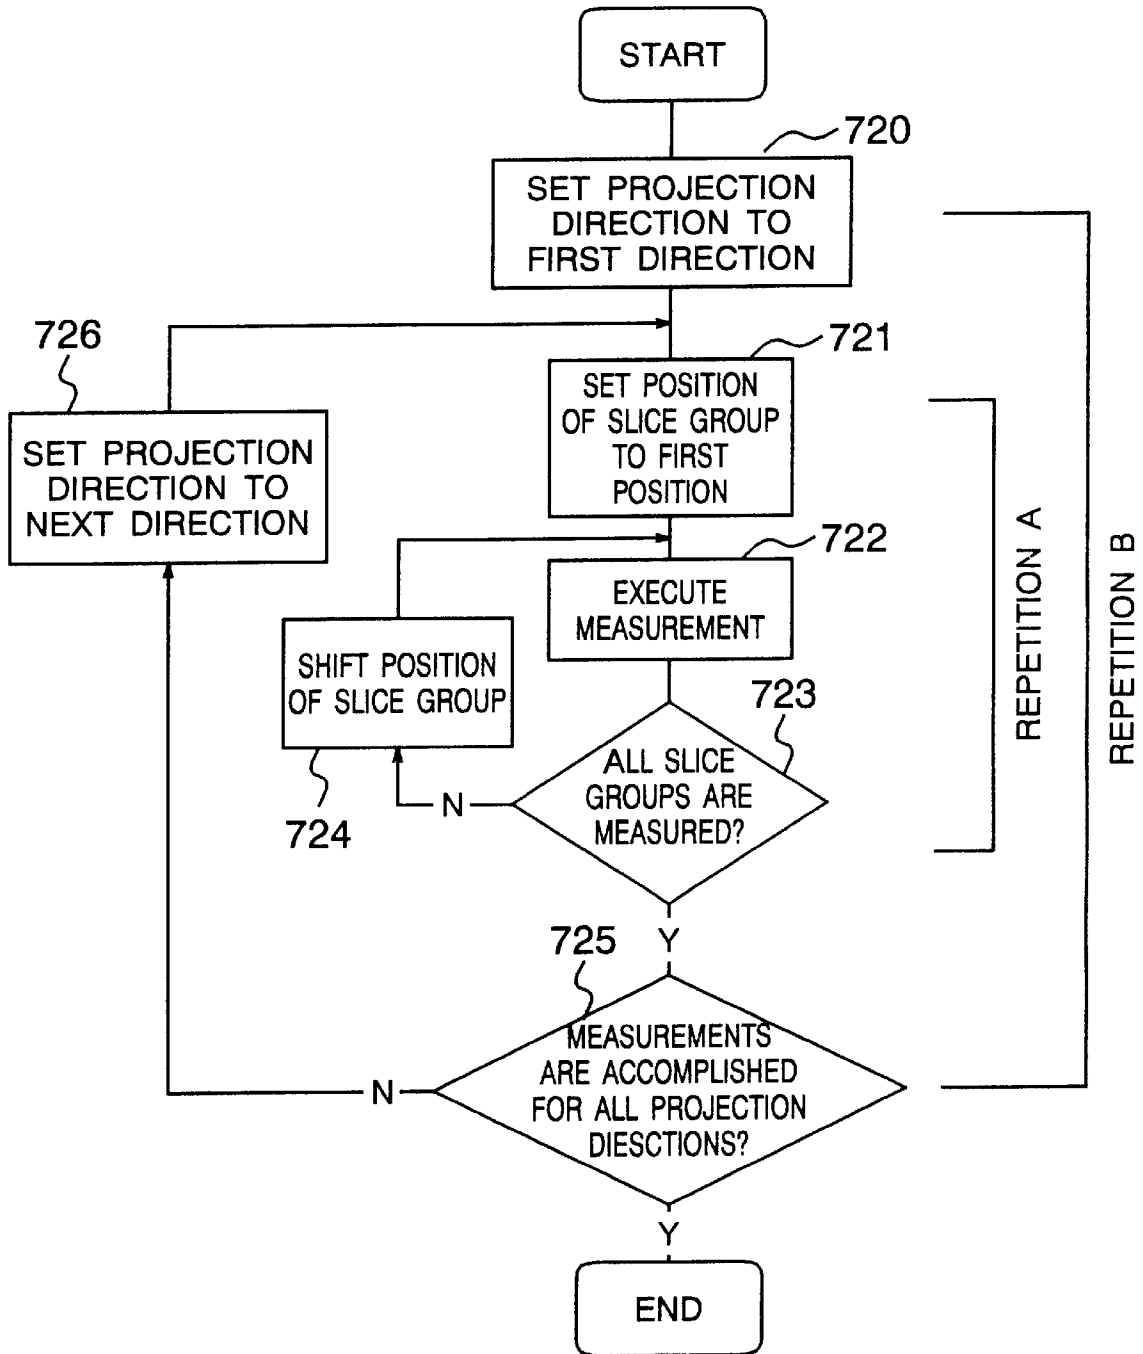 START
720
SET PROJECTION
DIRECTION TO
FIRST DIRECTION
726
721
SET POSITION
OF SLICE GROUP
TO FIRST
POSITION
SET PROJECTION
DIRECTION TO
NEXT DIRECTION
722
EXECUTE
MEASUREMENT
SHIFT POSITION
OF SLICE GROUP
724
723
ALL SLICE
GROUPS ARE
MEASURED?
N
Y
725
MEASUREMENTS
ARE ACCOMPLISHED
FOR ALL PROJECTION
DIESCTIONS?
N
Y
END
REPETITION A
REPETITION B